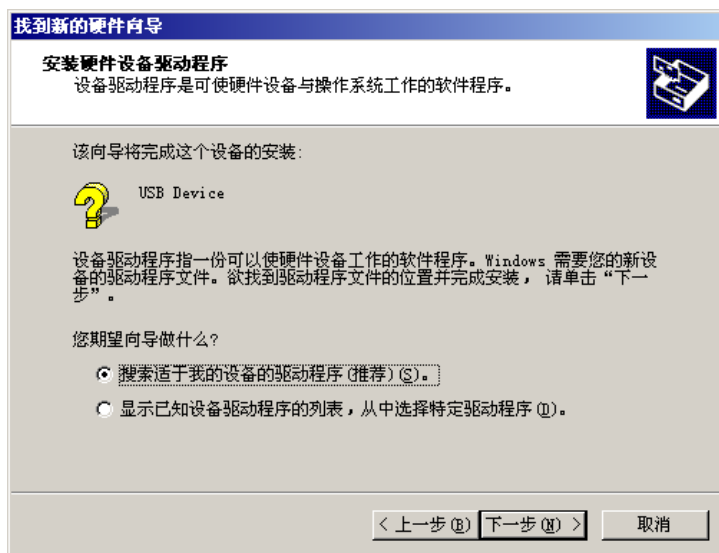 找到新的硬件向导
安装硬件设备驱动程序
设备驱动程序是可使硬件设备与操作系统工作的软件程序。
该向导将完成这个设备的安装:
USB Device
设备驱动程序指一份可以使硬件设备工作的软件程序。Windows 需要您的新设
备的驱动程序文件。欲找到驱动程序文件的位置并完成安装，请单击“下一
步”。
您期望向导做什么?
搜索适于我的设备的驱动程序(推荐)(S)。
显示已知设备驱动程序的列表，从中选择特定驱动程序(D)。
< 上一步(B) 下一步(N) > 取消